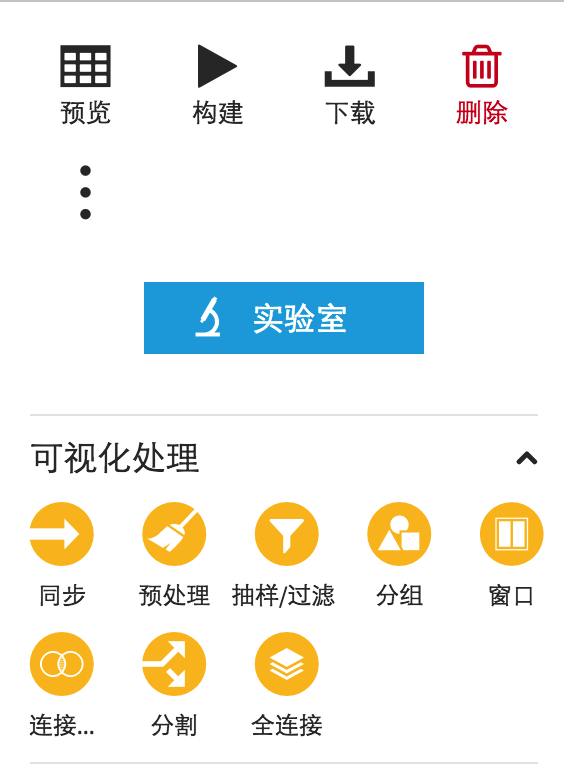 预览 构建 下载 删除
实验室
可视化处理
同步 预处理 抽样/过滤 分组 窗口
连接... 分割 全连接